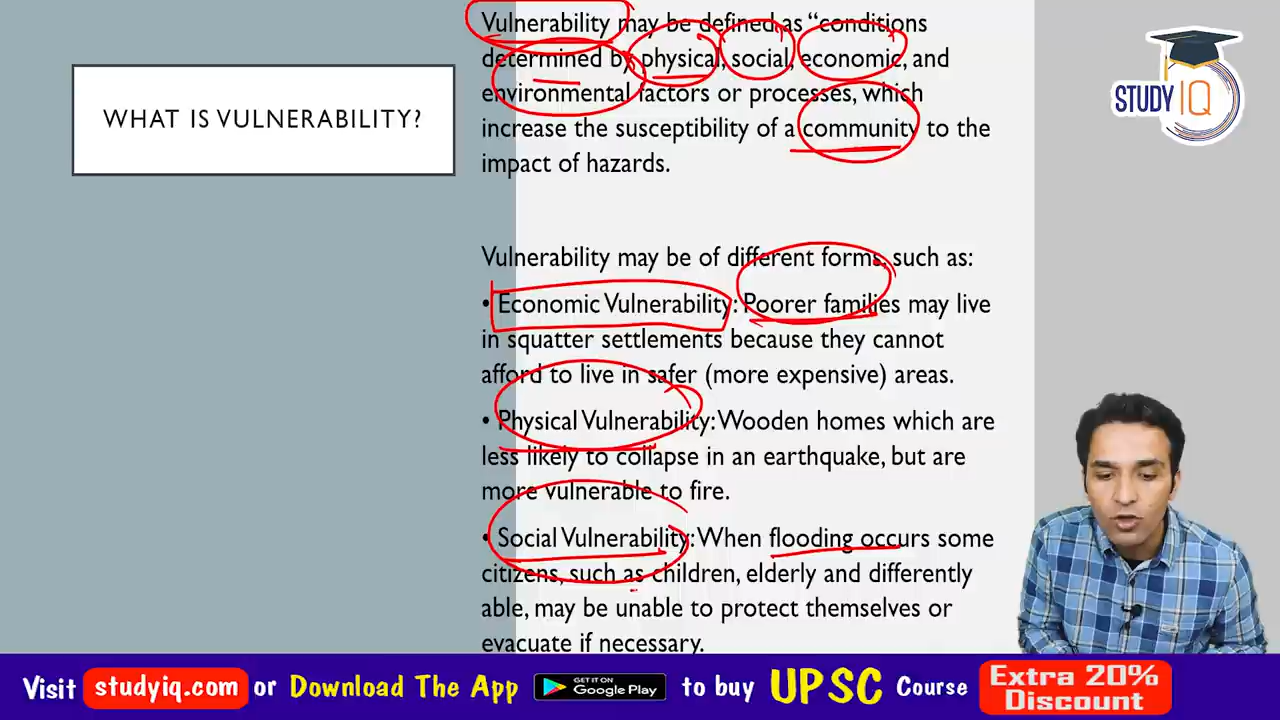 WHAT IS VULNERABILITY?
Vulnerability may be defined as “conditions
determined by physical, social, economic, and
environmental factors or processes, which
increase the susceptibility of a community to the
impact of hazards.
Vulnerability may be of different forms, such as:
• Economic Vulnerability: Poorer families may live
in squatter settlements because they cannot
afford to live in safer (more expensive) areas.
• Physical Vulnerability: Wooden homes which are
less likely to collapse in an earthquake, but are
more vulnerable to fire.
• Social Vulnerability: When flooding occurs some
citizens, such as children, elderly and differently
able, may be unable to protect themselves or
evacuate if necessary.
STUDY IQ
Visit studyiq.com or Download The App GET IT ON Google Play to buy UPSC Course Extra 20% Discount